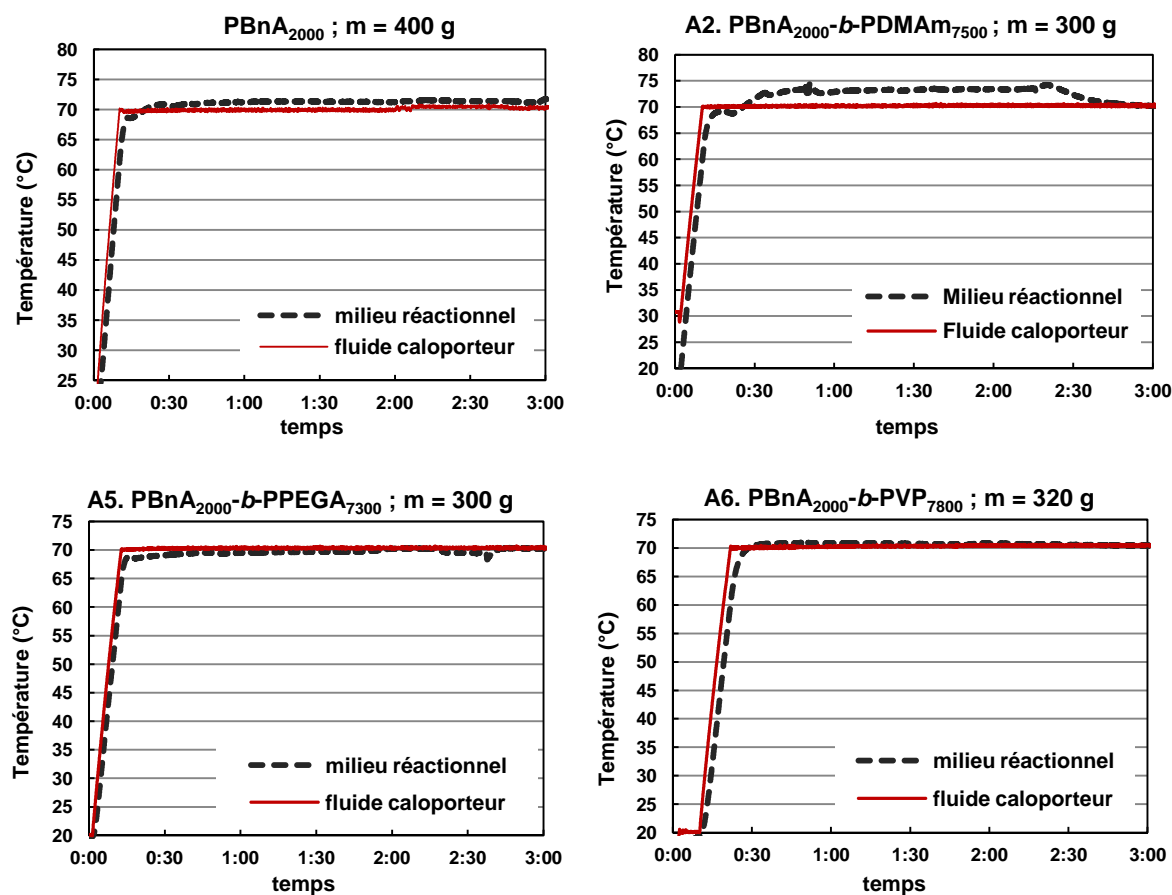 PBnA2000 ; m = 400 g
80
75
70
65
60
55
50
45
40
35
30
25
Température (°C)
milieu réactionnel
fluide caloporteur
0:00 0:30 1:00 1:30 2:00 2:30 3:00
temps
A2. PBnA2000-b-PDMAm7500 ; m = 300 g
80
75
70
65
60
55
50
45
40
35
30
25
20
Température (°C)
Milieu réactionnel
Fluide caloporteur
0:00 0:30 1:00 1:30 2:00 2:30 3:00
temps
A5. PBnA2000-b-PPEGA7300 ; m = 300 g
75
70
65
60
55
50
45
40
35
30
25
20
Température (°C)
milieu réactionnel
fluide caloporteur
0:00 0:30 1:00 1:30 2:00 2:30 3:00
temps
A6. PBnA2000-b-PVP7800 ; m = 320 g
75
70
65
60
55
50
45
40
35
30
25
20
Température (°C)
milieu réactionnel
fluide caloporteur
0:00 0:30 1:00 1:30 2:00 2:30 3:00
temps